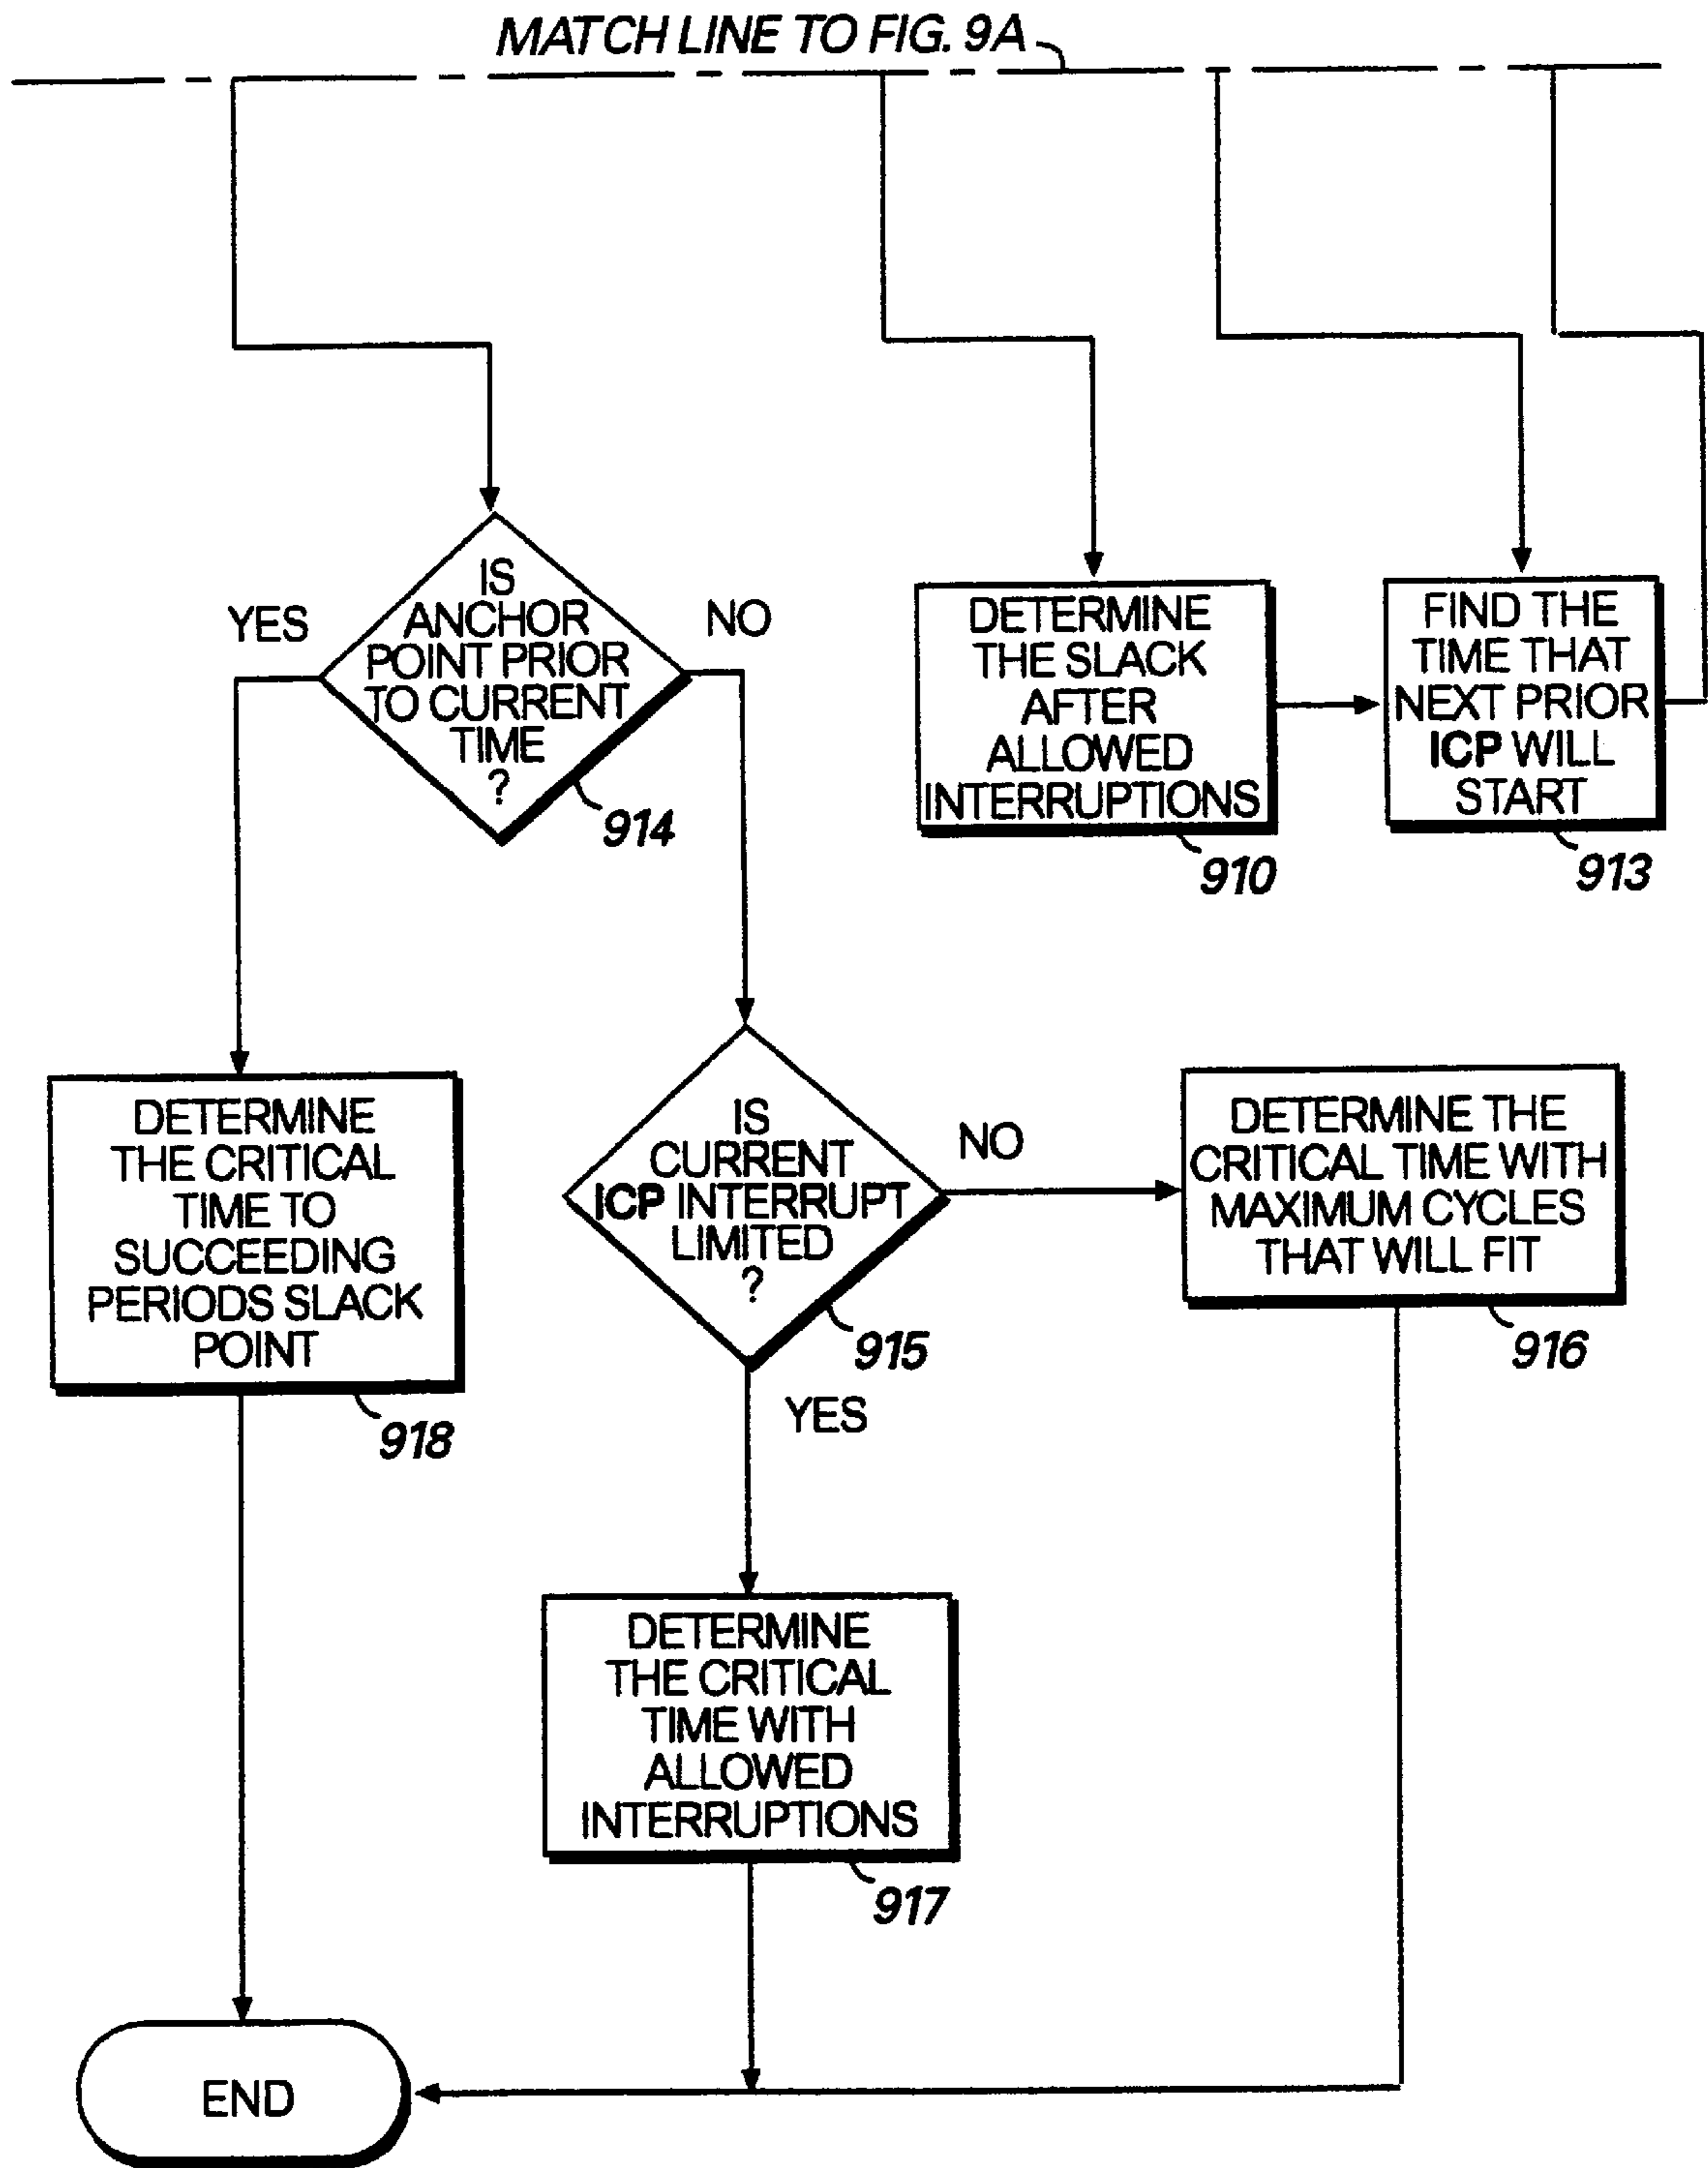 MATCH LINE TO FIG. 9A
IS
ANCHOR
POINT PRIOR
TO CURRENT
TIME
?
YES
NO
914
DETERMINE
THE SLACK
AFTER
ALLOWED
INTERRUPTIONS
910
FIND THE
TIME THAT
NEXT PRIOR
ICP WILL
START
913
DETERMINE
THE CRITICAL
TIME TO
SUCCEEDING
PERIODS SLACK
POINT
918
IS
CURRENT
ICP INTERRUPT
LIMITED
?
NO
915
YES
DETERMINE THE
CRITICAL TIME WITH
MAXIMUM CYCLES
THAT WILL FIT
916
DETERMINE
THE CRITICAL
TIME WITH
ALLOWED
INTERRUPTIONS
917
END